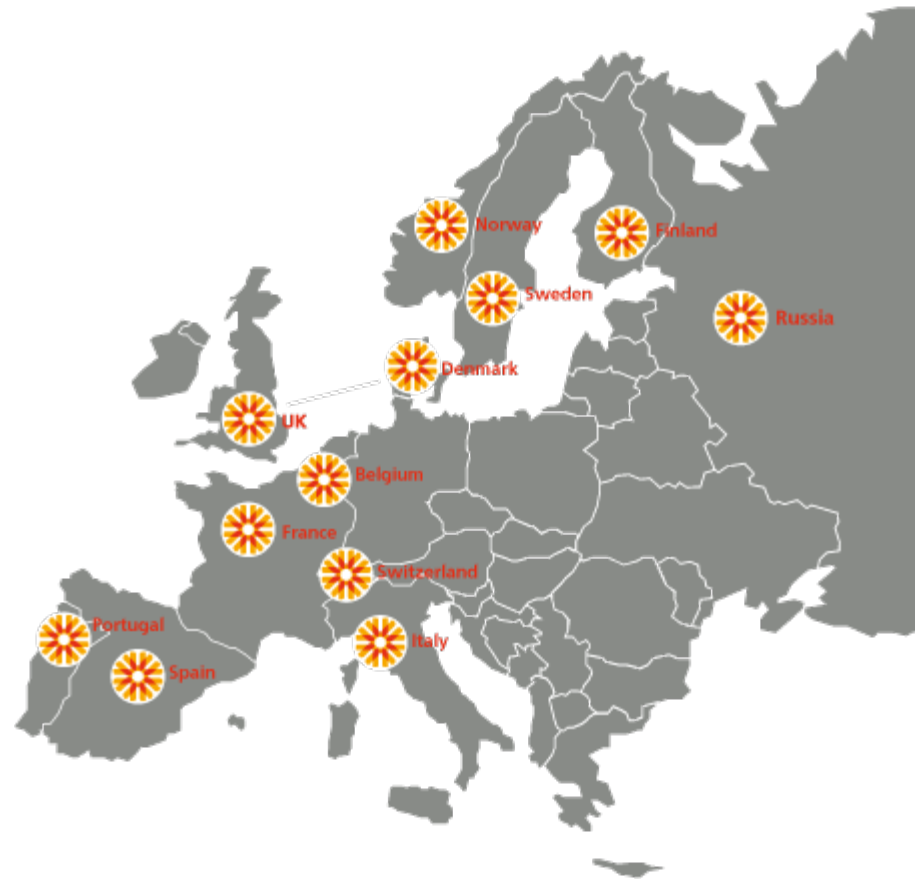 Norway
Finland
Sweden
Russia
Denmark
UK
Belgium
France
Switzerland
Portugal
Italy
Spain